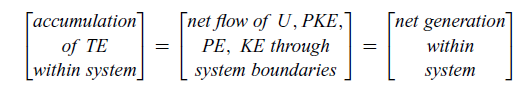 [accumulation of TE within system] = [net flow of U, PKE, PE, KE through system boundaries] = [net generation within system]